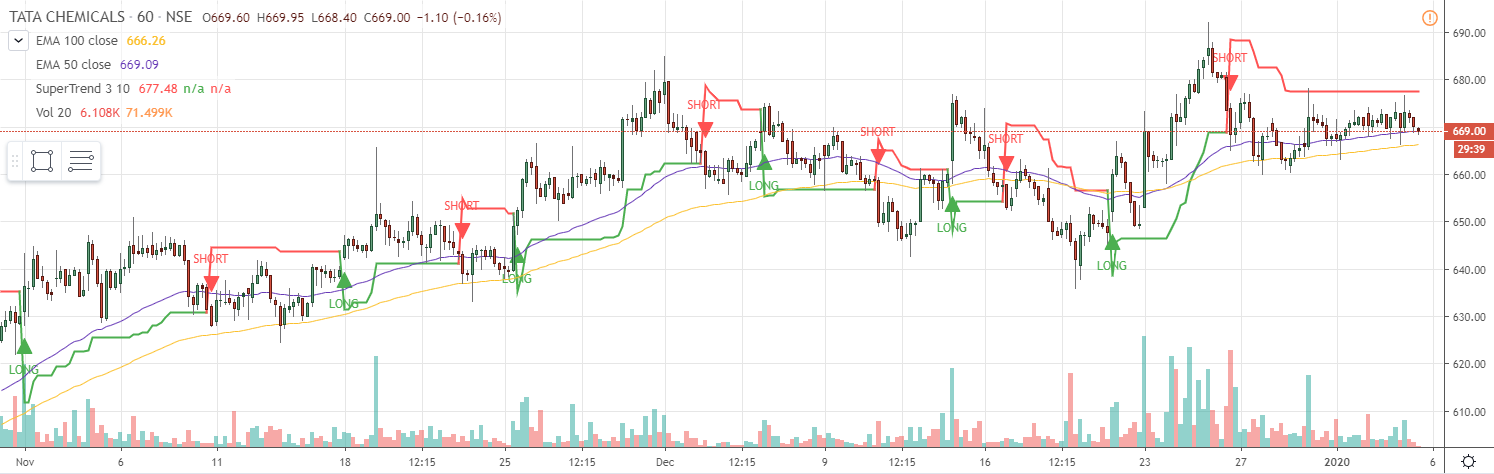 TATA CHEMICALS · 60 · NSE O669.60 H669.95 L668.40 C669.00 −1.10 (−0.16%)
EMA 100 close 666.26
EMA 50 close 669.09
SuperTrend 3 10 677.48 n/a n/a
Vol 20 6.108K 71.499K
690.00
SHORT
680.00
SHORT
SHORT
SHORT
669.00
29:39
660.00
LONG
SHORT
650.00
LONG
SHORT
LONG
640.00
LONG
LONG
630.00
620.00
LONG
610.00
Nov 6 11 18 12:15 25 12:15 Dec 12:15 9 12:15 16 12:15 23 27 2020 6